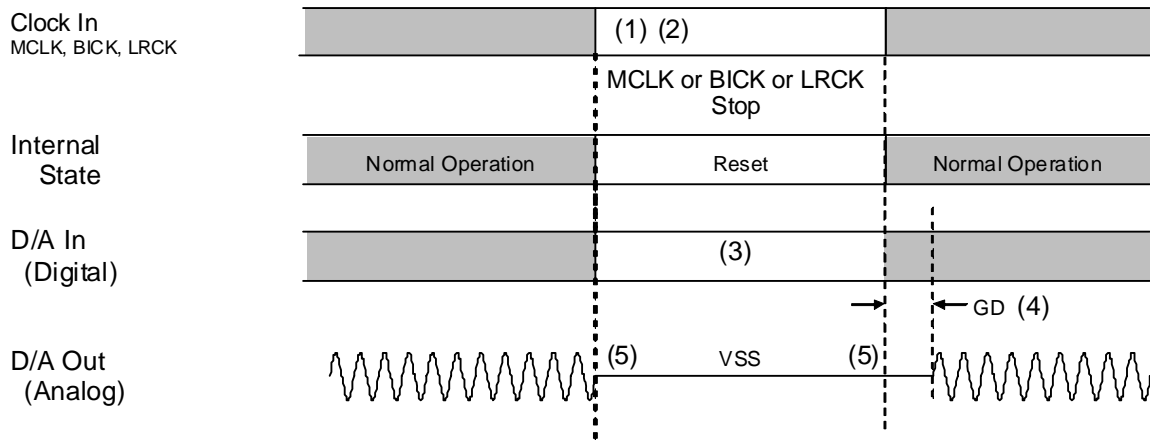 Clock In
MCLK, BICK, LRCK
(1) (2)
MCLK or BICK or LRCK
Stop
Internal
State
Normal Operation
Reset
Normal Operation
D/A In
(Digital)
(3)
GD (4)
D/A Out
(Analog)
(5)
VSS
(5)